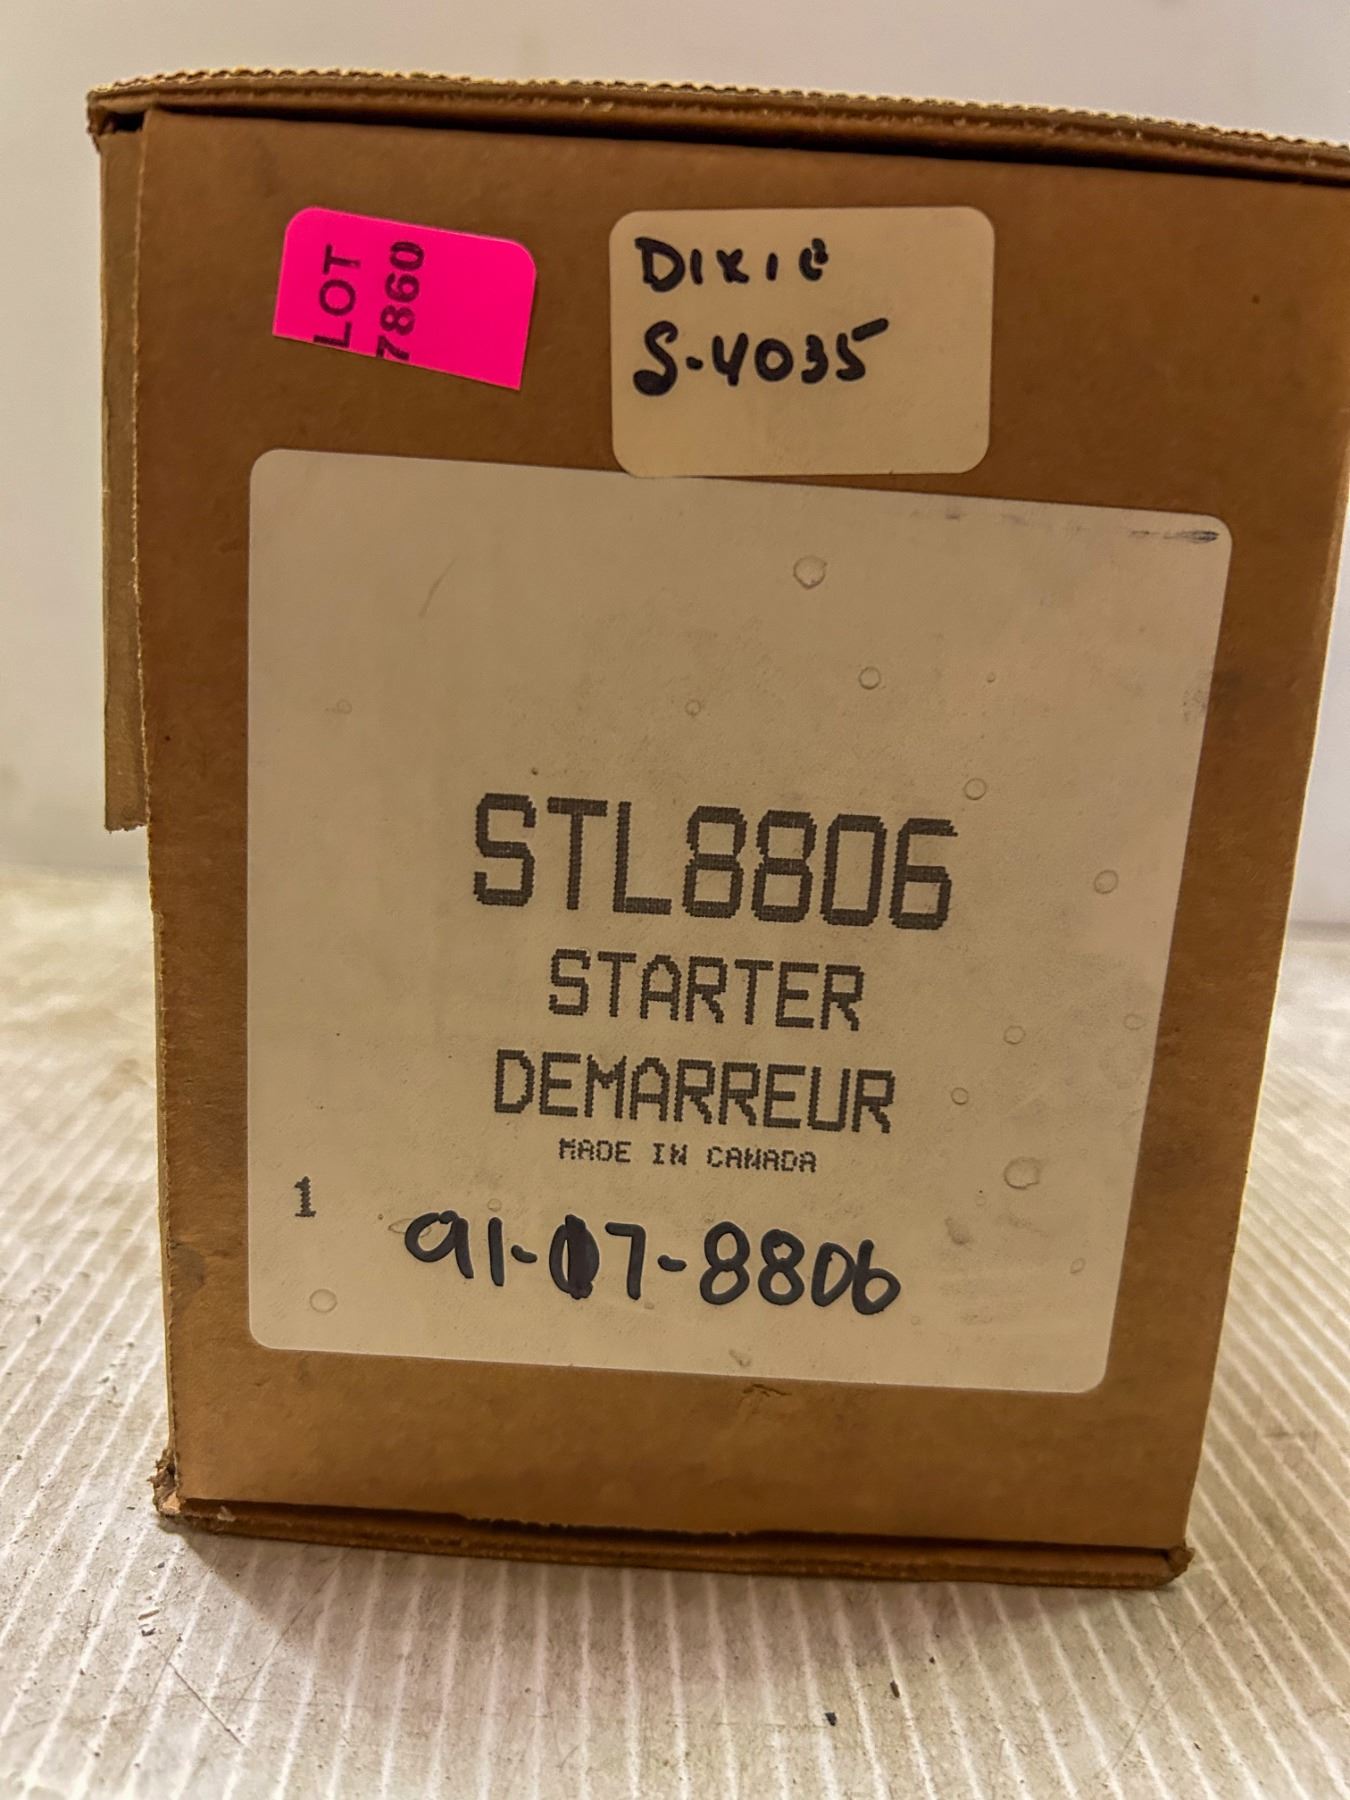 LOT
7860
DIXIE
S-4035
STL8806
STARTER
DEMARREUR
MADE IN CANADA
1
91-07-8806